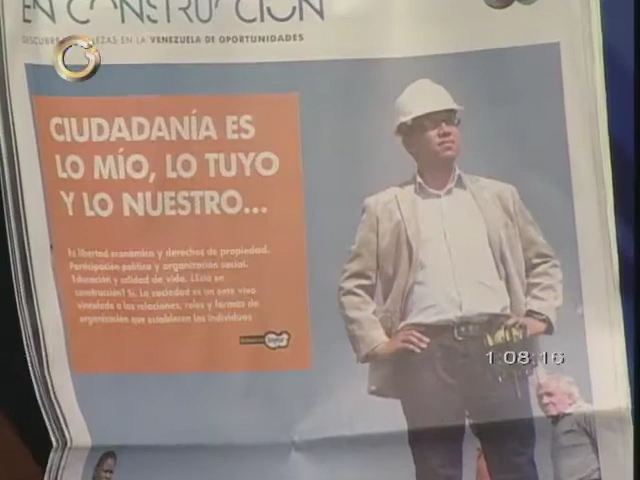 EN CONSTRUCCIÓN
EN LA VENEZUELA DE OPORTUNIDADES
CIUDADANÍA ES
LO MÍO, LO TUYO
Y LO NUESTRO...
Es libertad económica y derechos de propiedad.
Participación política y organización social.
Educación y calidad de vida. ¿Está en
construcción? Sí. La sociedad es un ente vivo
vinculado a las relaciones, roles y formas de
organización que establecen los individuos
1:08:16